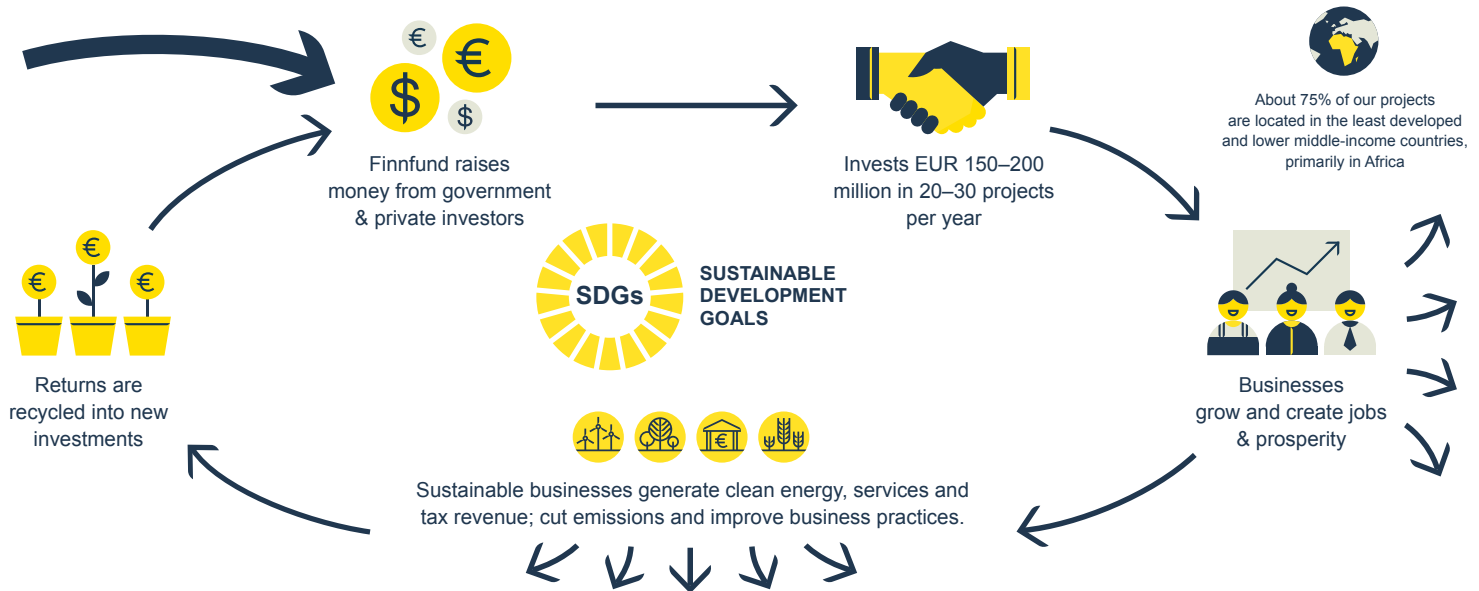 €
€
$
$
About 75% of our projects
are located in the least developed
and lower middle-income countries,
primarily in Africa
Finnfund raises
money from government
& private investors
Invests EUR 150–200
million in 20–30 projects
per year
€
€
€
SDGs
SUSTAINABLE
DEVELOPMENT
GOALS
Returns are
recycled into new
investments
Businesses
grow and create jobs
& prosperity
€
Sustainable businesses generate clean energy, services and
tax revenue; cut emissions and improve business practices.